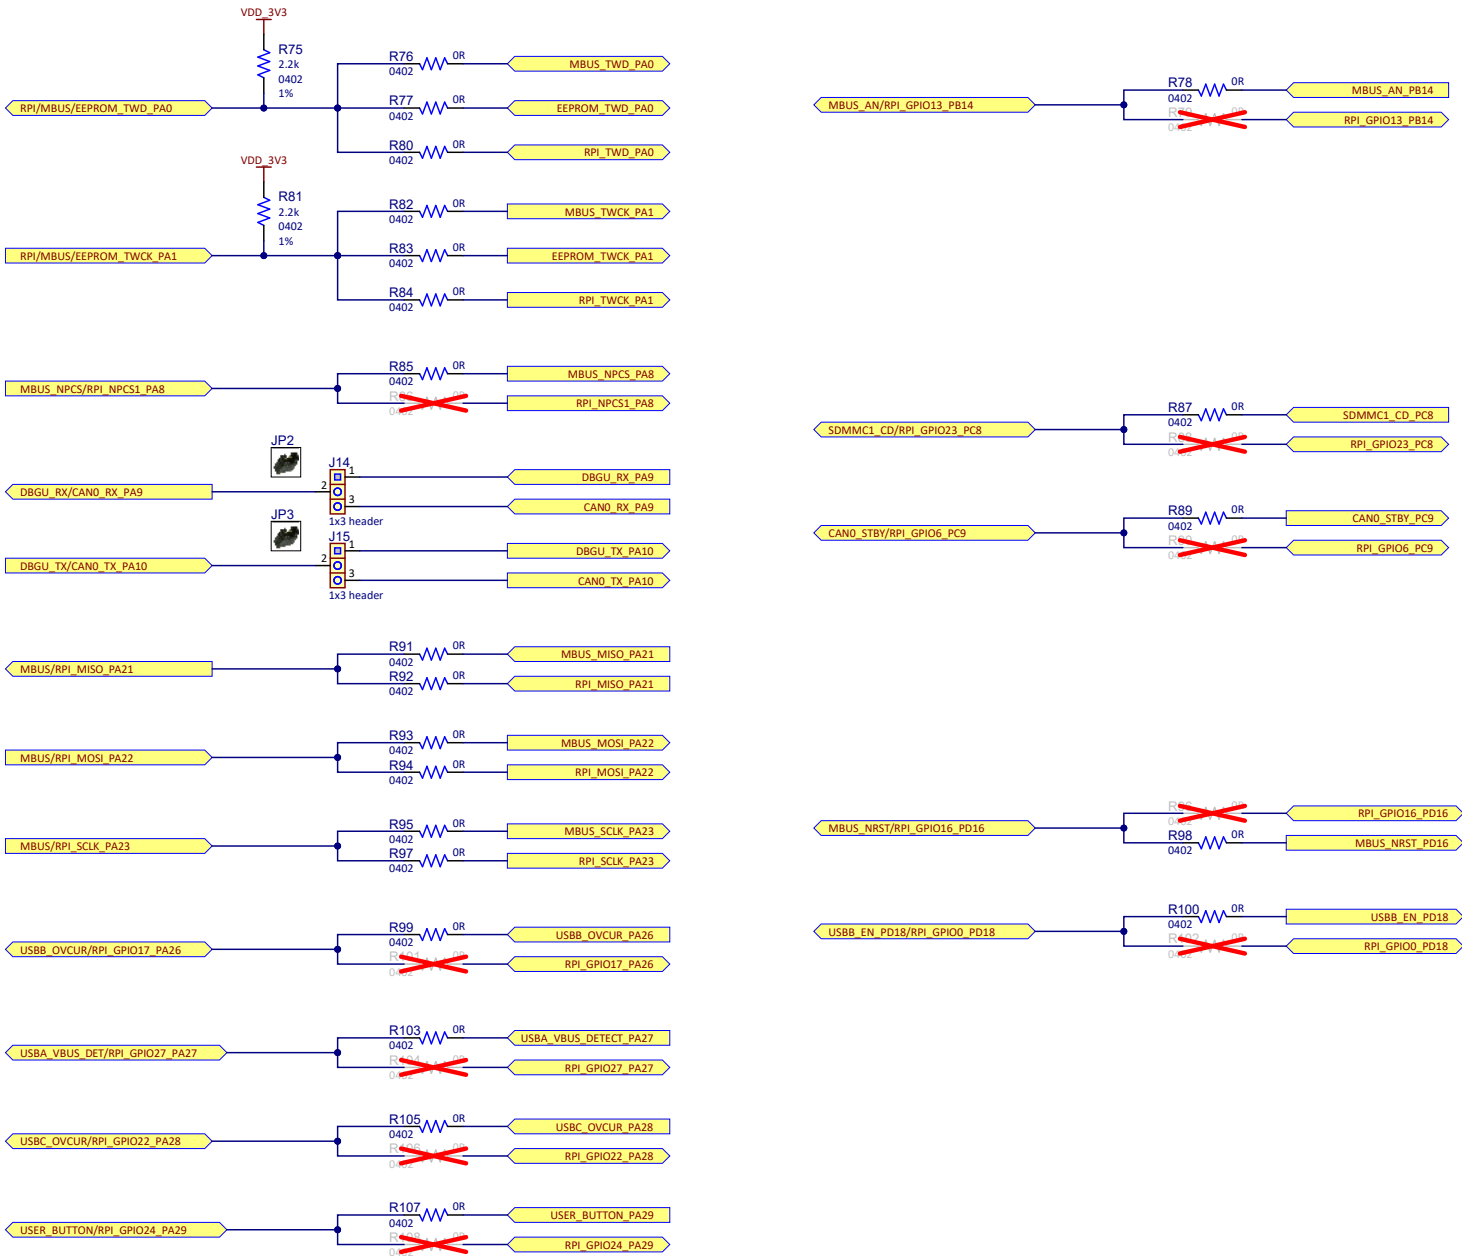 VDD_3V3
R75
2.2k
0402
1%
R76 0R
0402
MBUS_TWD_PA0
RPI/MBUS/EEPROM_TWD_PA0
R77 0R
0402
EEPROM_TWD_PA0
R80 0R
0402
RPI_TWD_PA0
VDD_3V3
R81
2.2k
0402
1%
R82 0R
0402
MBUS_TWCK_PA1
RPI/MBUS/EEPROM_TWCK_PA1
R83 0R
0402
EEPROM_TWCK_PA1
R84 0R
0402
RPI_TWCK_PA1
MBUS_NPCS/RPI_NPCS1_PA8
R85 0R
0402
MBUS_NPCS_PA8
RPI_NPCS1_PA8
JP2
J14
DBGU_RX/CAN0_RX_PA9
1
2
3
1x3 header
DBGU_RX_PA9
CAN0_RX_PA9
JP3
J15
DBGU_TX/CAN0_TX_PA10
1
2
3
1x3 header
DBGU_TX_PA10
CAN0_TX_PA10
MBUS/RPI_MISO_PA21
R91 0R
0402
MBUS_MISO_PA21
R92 0R
0402
RPI_MISO_PA21
MBUS/RPI_MOSI_PA22
R93 0R
0402
MBUS_MOSI_PA22
R94 0R
0402
RPI_MOSI_PA22
MBUS/RPI_SCLK_PA23
R95 0R
0402
MBUS_SCLK_PA23
R97 0R
0402
RPI_SCLK_PA23
USBB_OVCUR/RPI_GPIO17_PA26
R99 0R
0402
USBB_OVCUR_PA26
RPI_GPIO17_PA26
USBA_VBUS_DET/RPI_GPIO27_PA27
R103 0R
0402
USBA_VBUS_DETECT_PA27
RPI_GPIO27_PA27
USBC_OVCUR/RPI_GPIO22_PA28
R105 0R
0402
USBC_OVCUR_PA28
RPI_GPIO22_PA28
USER_BUTTON/RPI_GPIO24_PA29
R107 0R
0402
USER_BUTTON_PA29
RPI_GPIO24_PA29
MBUS_AN/RPI_GPIO13_PB14
R78 0R
0402
MBUS_AN_PB14
RPI_GPIO13_PB14
SDMMC1_CD/RPI_GPIO23_PC8
R87 0R
0402
SDMMC1_CD_PC8
RPI_GPIO23_PC8
CAN0_STBY/RPI_GPIO6_PC9
R89 0R
0402
CAN0_STBY_PC9
RPI_GPIO6_PC9
MBUS_NRST/RPI_GPIO16_PD16
RPI_GPIO16_PD16
R98 0R
0402
MBUS_NRST_PD16
USBB_EN_PD18/RPI_GPIO0_PD18
R100 0R
0402
USBB_EN_PD18
RPI_GPIO0_PD18